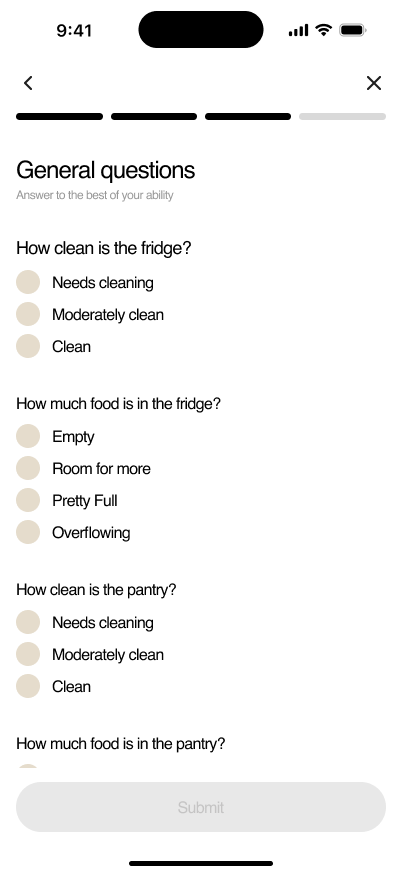 9:41
General questions
Answer to the best of your ability
How clean is the fridge?
Needs cleaning
Moderately clean
Clean
How much food is in the fridge?
Empty
Room for more
Pretty Full
Overflowing
How clean is the pantry?
Needs cleaning
Moderately clean
Clean
How much food is in the pantry?
Submit